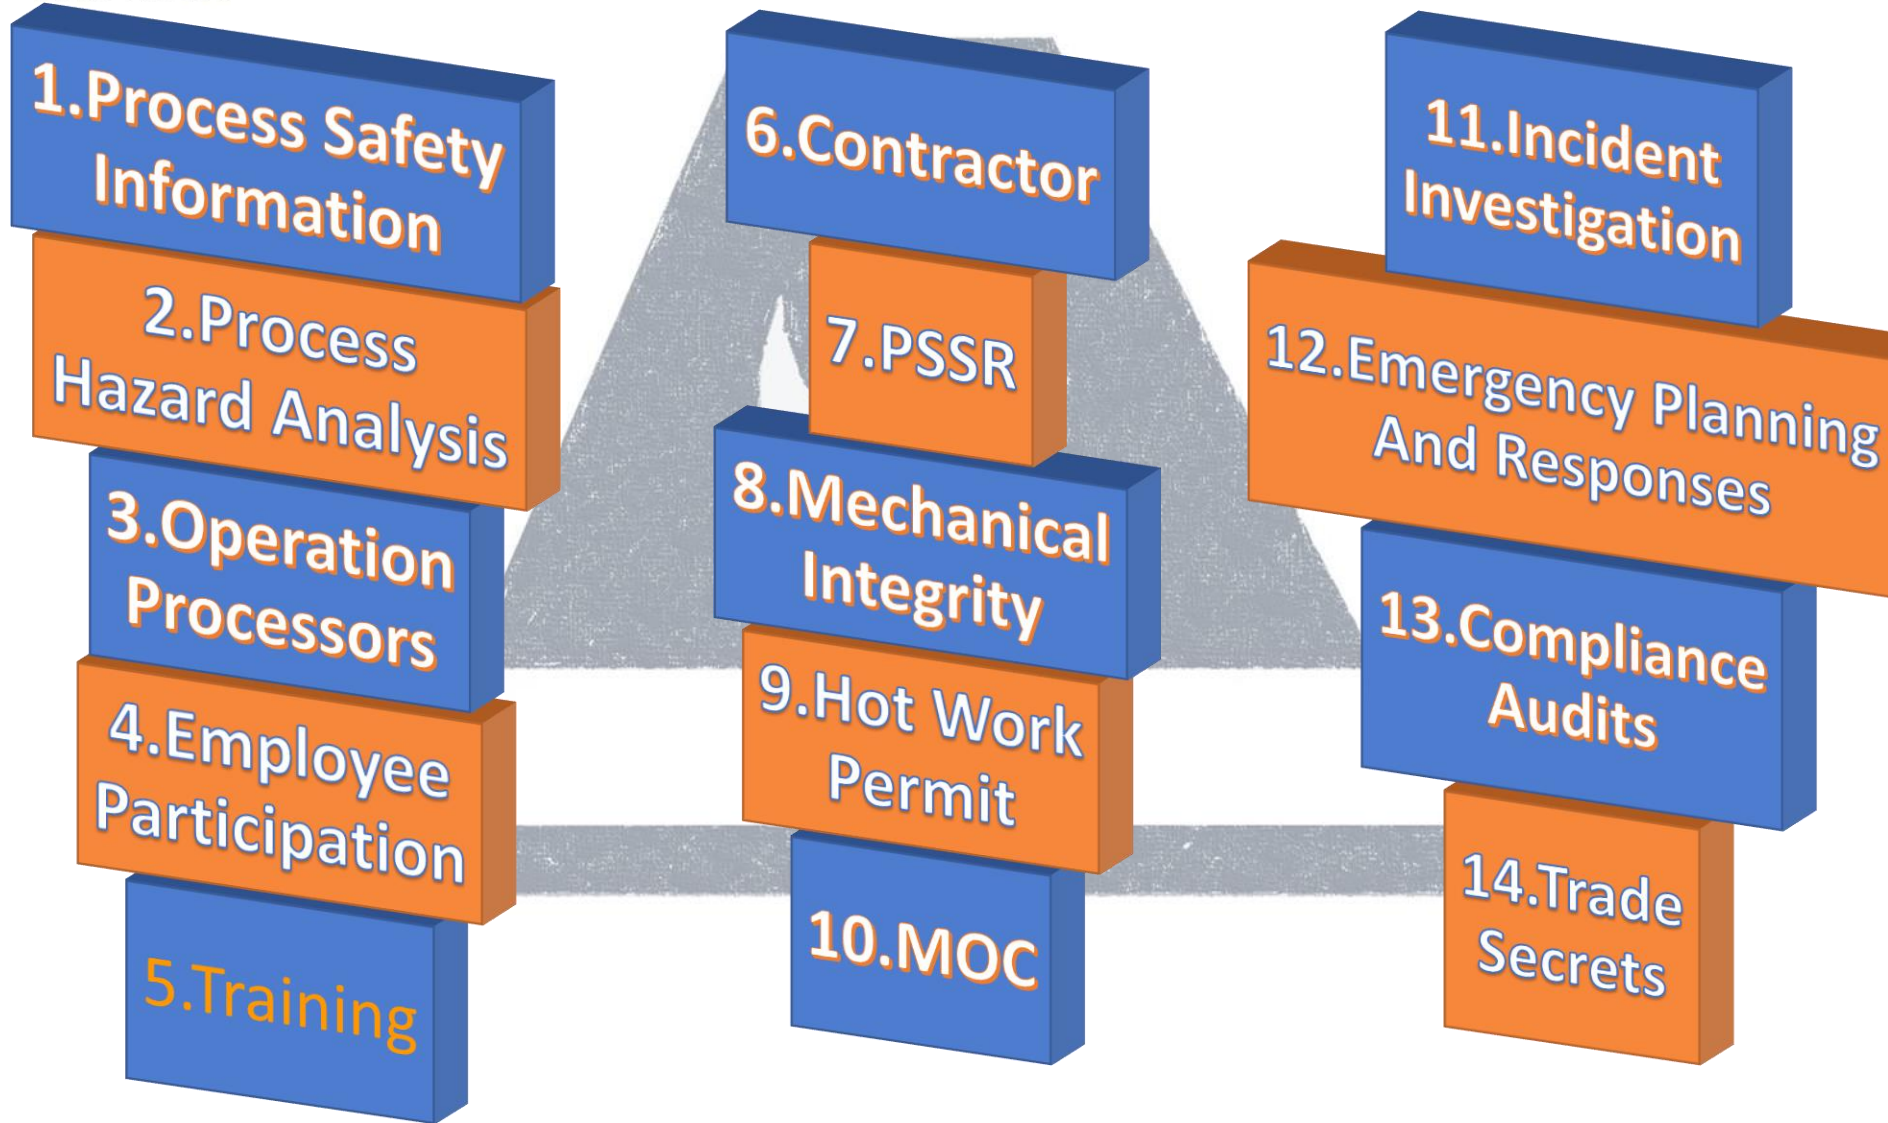 1.Process Safety
Information
2.Process
Hazard Analysis
3.Operation
Processors
4.Employee
Participation
5.Training
6.Contractor
7.PSSR
8.Mechanical
Integrity
9.Hot Work
Permit
10.MOC
11.Incident
Investigation
12.Emergency Planning
And Responses
13.Compliance
Audits
14.Trade
Secrets